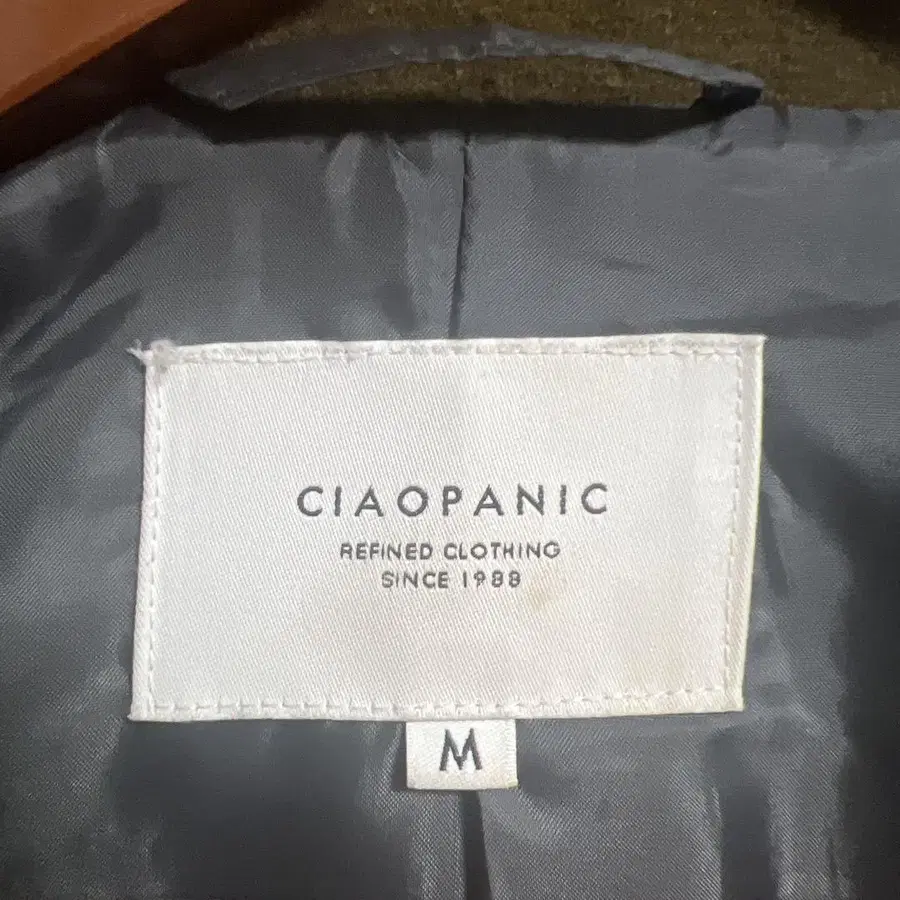 CIAOPANIC
REFINED CLOTHING
SINCE 1988
M